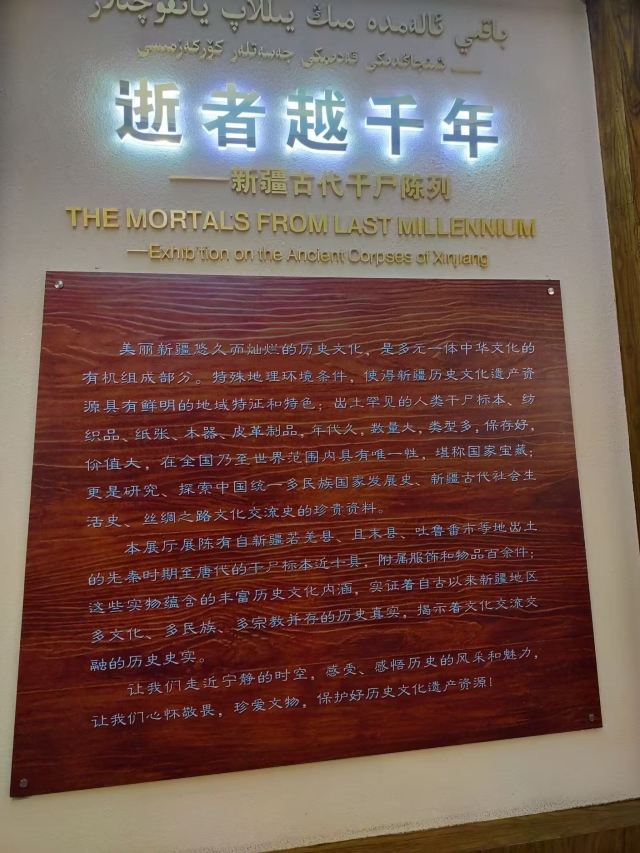 باقىي ئالەمدە مىڭ يىللاپ ياتقۇچىلار
—— شىنجاڭدىكى قەدىمكى جەسەتلەر كۆرگەزمىسى
逝者越千年
——新疆古代干尸陈列
THE MORTALS FROM LAST MILLENNIUM
—Exhibition on the Ancient Corpses of Xinjiang
美丽新疆悠久而灿烂的历史文化，是多元一体中华文化的
有机组成部分。特殊地理环境条件，使得新疆历史文化遗产资
源具有鲜明的地域特征和特色；出土罕见的人类干尸标本、纺
织品、纸张、木器、皮革制品，年代久，数量大，类型多，保存好，
价值大，在全国乃至世界范围内具有唯一性，堪称国家宝藏；
更是研究、探索中国统一多民族国家发展史、新疆古代社会生
活史、丝绸之路文化交流史的珍贵资料。
本展厅展陈有自新疆若羌县、且末县、吐鲁番市等地出土
的先秦时期至唐代的干尸标本近十具，附属服饰和物品百余件；
这些实物蕴含的丰富历史文化内涵，实证着自古以来新疆地区
多文化、多民族、多宗教并存的历史真实，揭示着文化交流交
融的历史史实。
让我们走近宁静的时空，感受、感悟历史的风采和魅力，
让我们心怀敬畏，珍爱文物，保护好历史文化遗产资源！